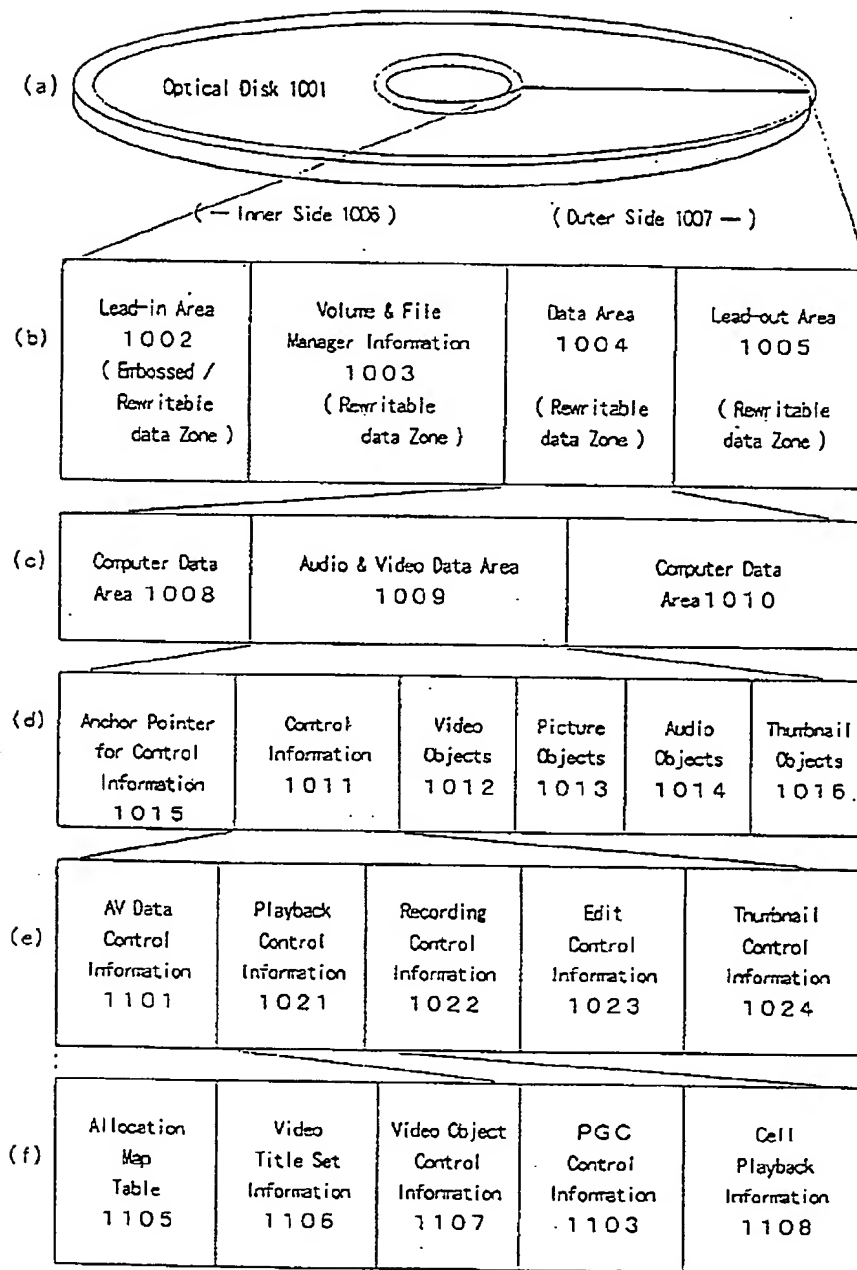 (a)
Optical Disk 1001
(— Inner Side 1006 )
( Outer Side 1007 —)
(b)
Lead-in Area
1002
( Embossed /
Rewritable
data Zone )
Volume & File
Manager Information
1003
(Rewritable
data Zone )
Data Area
1004
( Rewritable
data Zone )
Lead-out Area
1005
(Rewritable
data Zone )
(c)
Computer Data
Area 1008
Audio & Video Data Area
1009
Computer Data
Area 1010
(d)
Anchor Pointer
for Control
Information
1015
Control
Information
1011
Video
Objects
1012
Picture
Objects
1013
Audio
Objects
1014
Thumbnail
Objects
1016
(e)
AV Data
Control
Information
1101
Playback
Control
Information
1021
Recording
Control
Information
1022
Edit
Control
Information
1023
Thumbnail
Control
Information
1024
(f)
Allocation
Map
Table
1105
Video
Title Set
Information
1106
Video Object
Control
Information
1107
PGC
Control
Information
1103
Cell
Playback
Information
1108